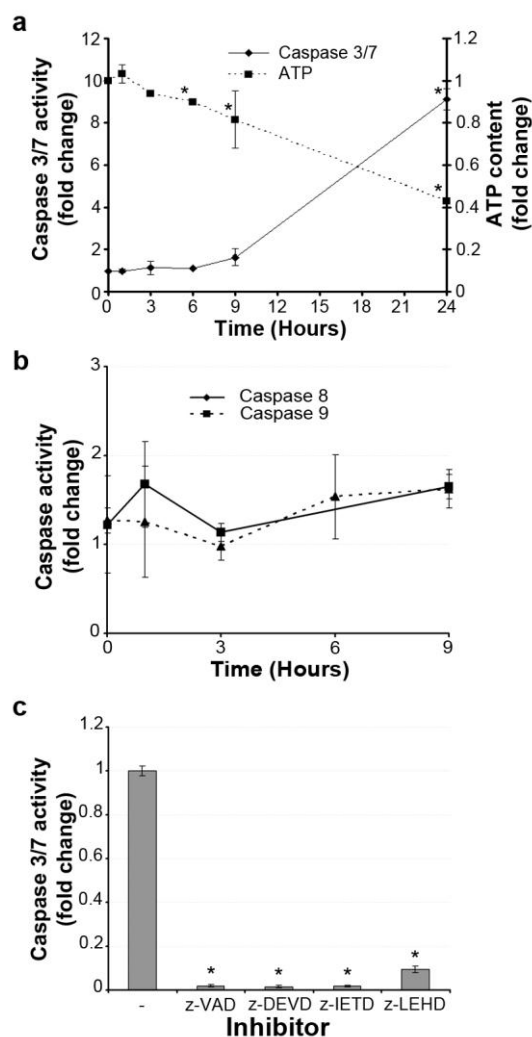 a
Caspase 3/7 activity
(fold change)
12
10
8
6
4
2
0
Caspase 3/7
ATP
* * * *
1.2
1
0.8
0.6
0.4
0.2
0
ATP content
(fold change)
0 3 6 9 12 15 18 21 24
Time (Hours)
b
Caspase activity
(fold change)
3
2
1
0
Caspase 8
Caspase 9
0 3 6 9
Time (Hours)
c
Caspase 3/7 activity
(fold change)
1.2
1
0.8
0.6
0.4
0.2
0
* * * *
- z-VAD z-DEVD z-IETD z-LEHD
Inhibitor